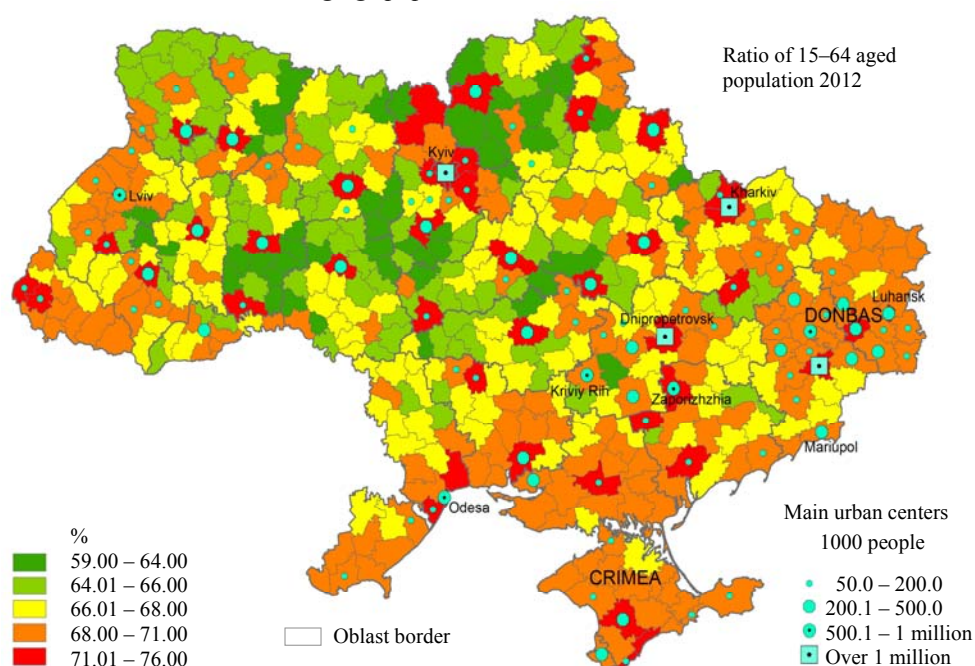 Ratio of 15–64 aged
population 2012
Kyiv
Lviv
Kharkiv
Luhansk
DONBAS
Dnipropetrovsk
Kriviy Rih
Zaporizhzhia
Mariupol
Odesa
CRIMEA
%
59.00 – 64.00
64.01 – 66.00
66.01 – 68.00
68.00 – 71.00
71.01 – 76.00
Oblast border
Main urban centers
1000 people
50.0 – 200.0
200.1 – 500.0
500.1 – 1 million
Over 1 million